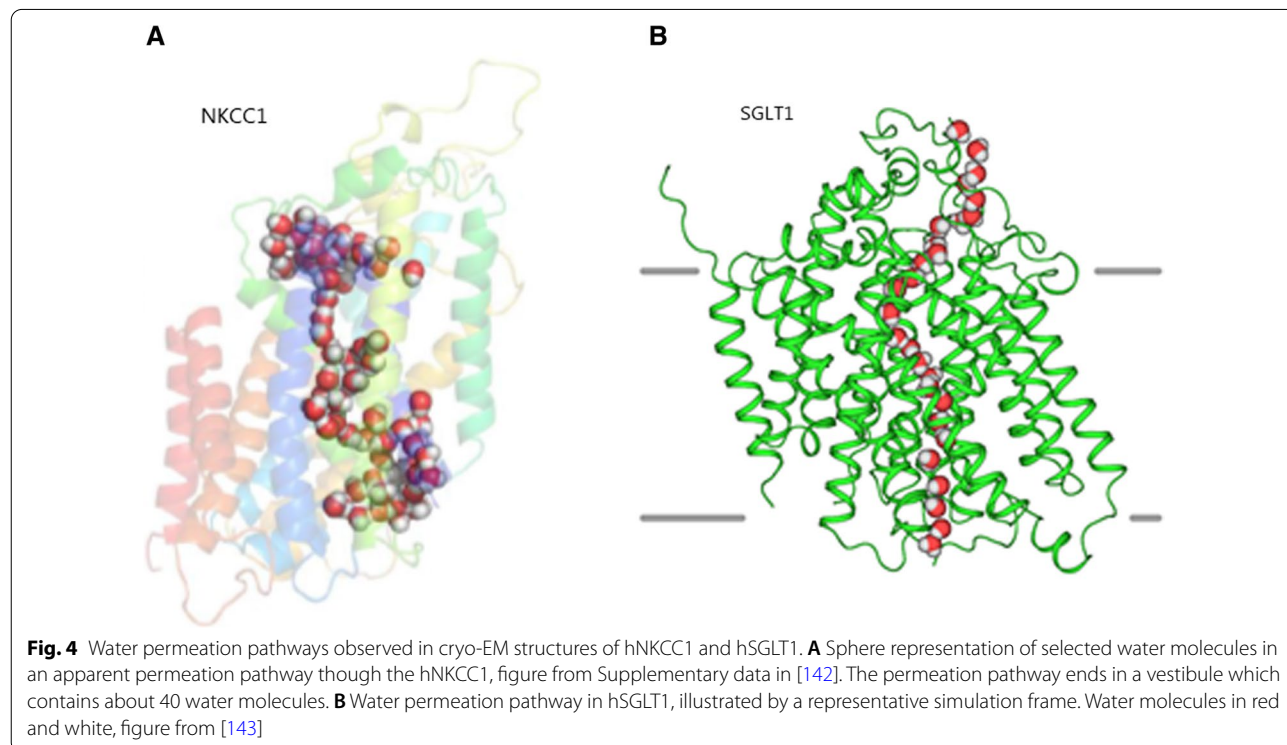 A
B
NKCC1
SGLT1
Fig. 4 Water permeation pathways observed in cryo-EM structures of hNKCC1 and hSGLT1. A Sphere representation of selected water molecules in
an apparent permeation pathway though the hNKCC1, figure from Supplementary data in [142]. The permeation pathway ends in a vestibule which
contains about 40 water molecules. B Water permeation pathway in hSGLT1, illustrated by a representative simulation frame. Water molecules in red
and white, figure from [143]